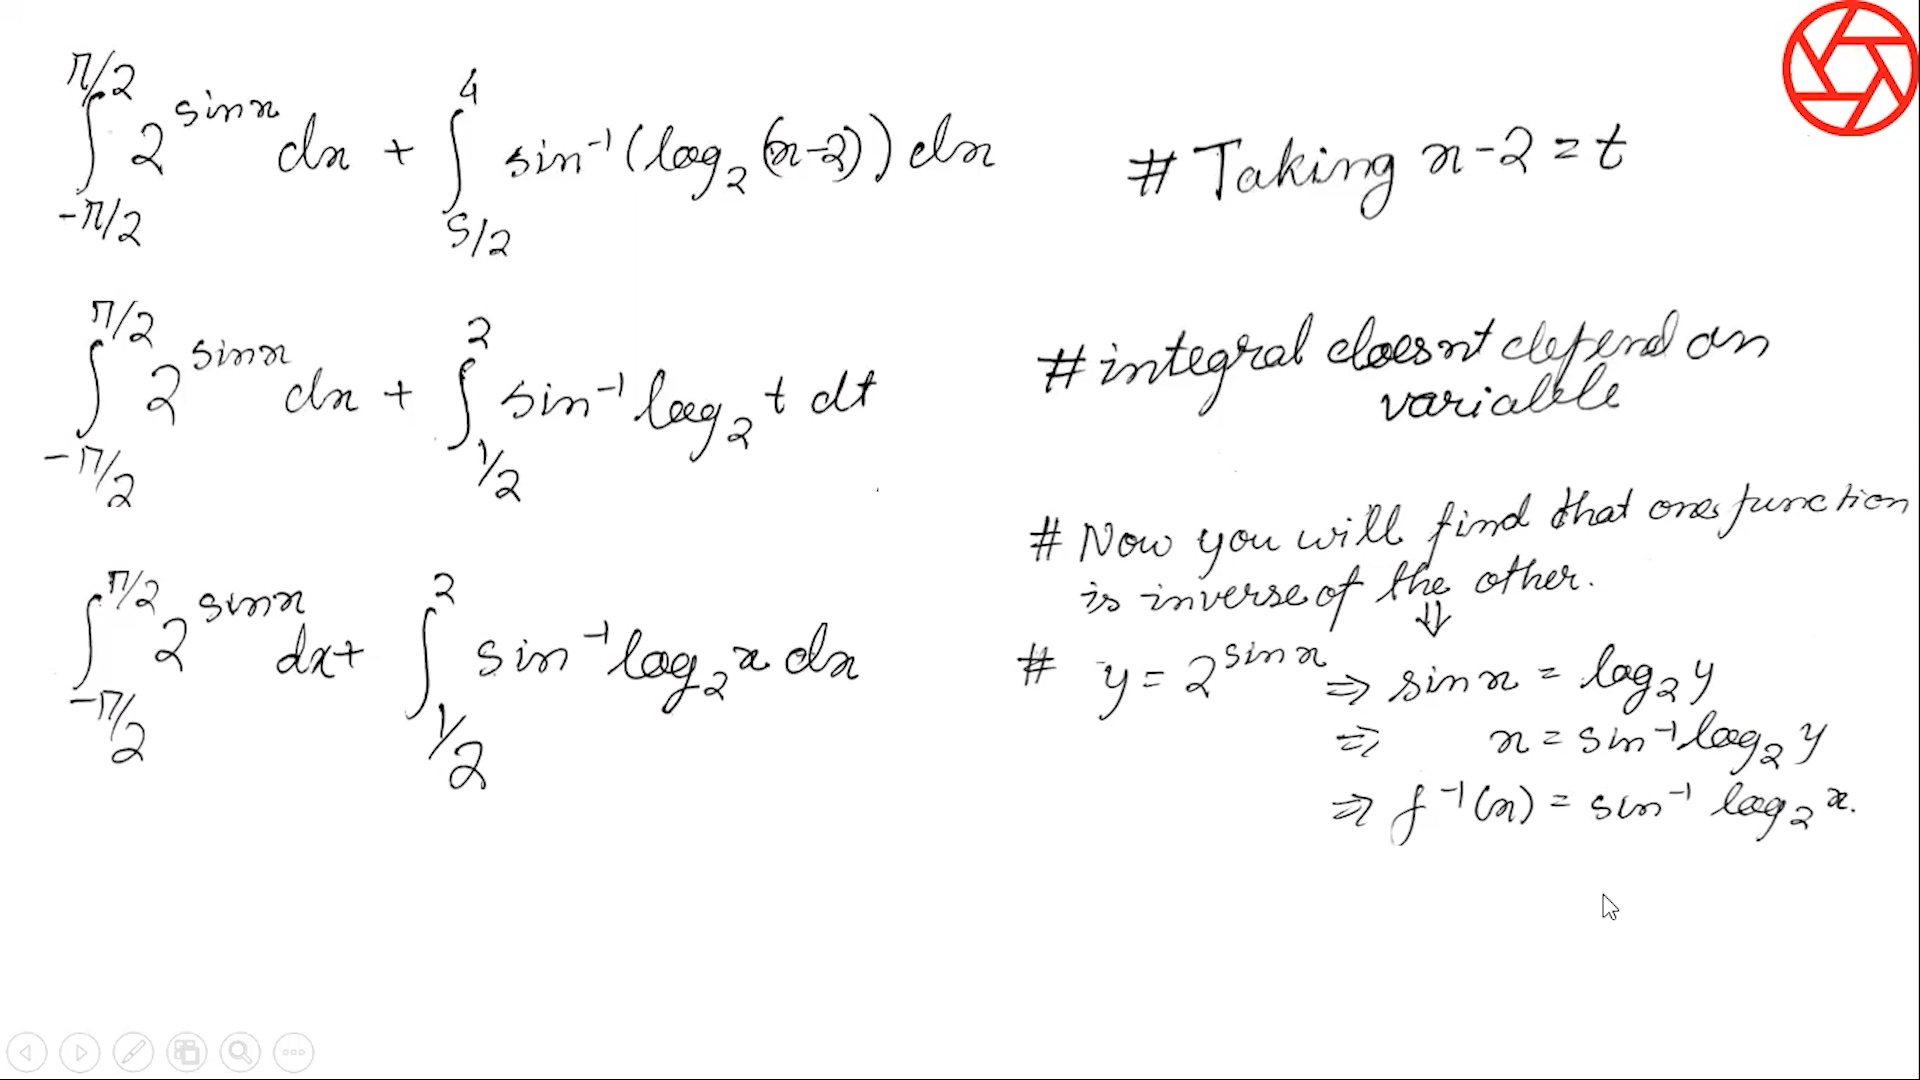 ∫_{-π/2}^{π/2} 2^{sin x} dx + ∫_{5/2}^{4} sin⁻¹(log₂(x-2)) dx
# Taking x-2 = t
∫_{-π/2}^{π/2} 2^{sin x} dx + ∫_{1/2}^{2} sin⁻¹ log₂ t dt
# integral doesnt depend on
variable
# Now you will find that one function
is inverse of the other.
⇓
∫_{-π/2}^{π/2} 2^{sin x} dx + ∫_{1/2}^{2} sin⁻¹ log₂ x dx
# y = 2^{sin x} ⇒ sin x = log₂ y
⇒ x = sin⁻¹ log₂ y
⇒ f⁻¹(x) = sin⁻¹ log₂ x.